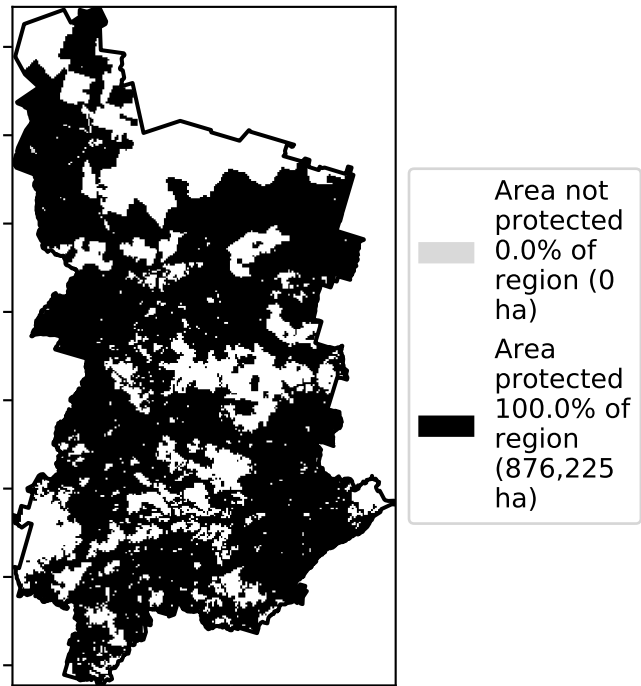 Area not
protected
0.0% of
region (0
ha)
Area
protected
100.0% of
region
(876,225
ha)